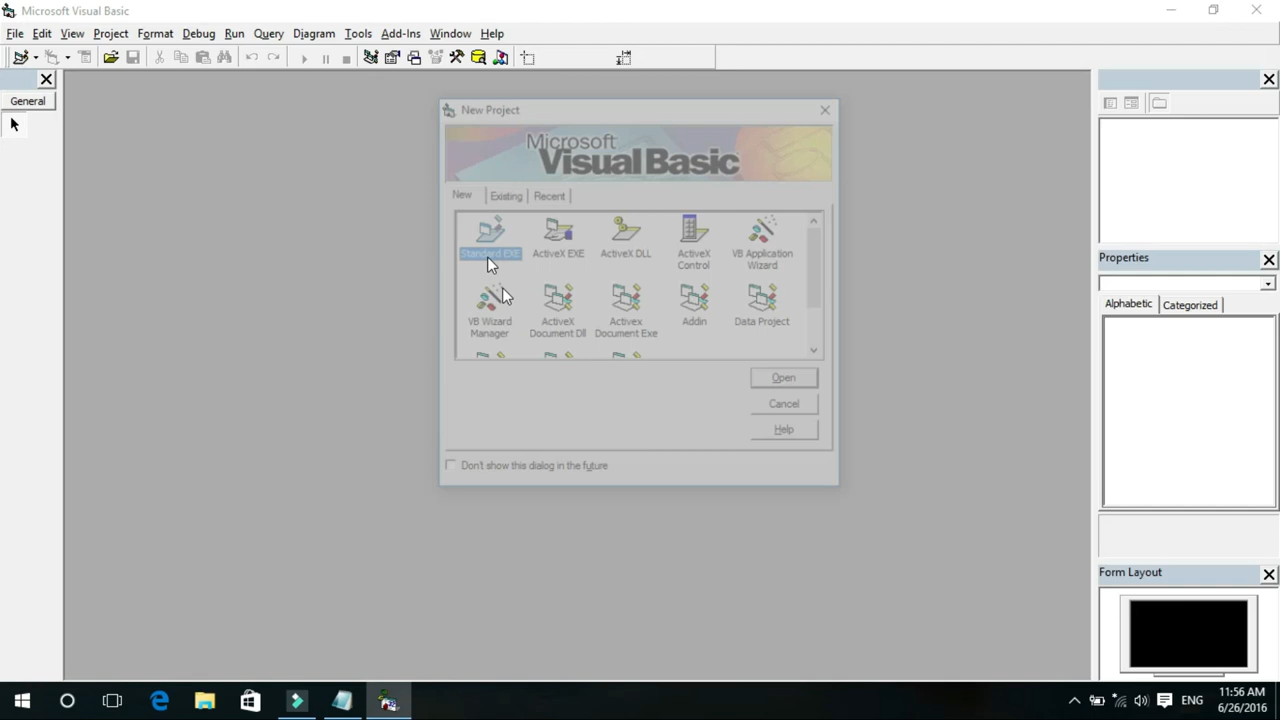 Microsoft Visual Basic
File Edit View Project Format Debug Run Query Diagram Tools Add-Ins Window Help
General
New Project
Microsoft
Visual Basic
New Existing Recent
Standard EXE ActiveX EXE ActiveX DLL ActiveX Control VB Application Wizard
VB Wizard Manager ActiveX Document Dll Activex Document Exe Addin Data Project
Open
Cancel
Help
Don't show this dialog in the future
Properties
Alphabetic Categorized
Form Layout
ENG
11:56 AM
6/26/2016